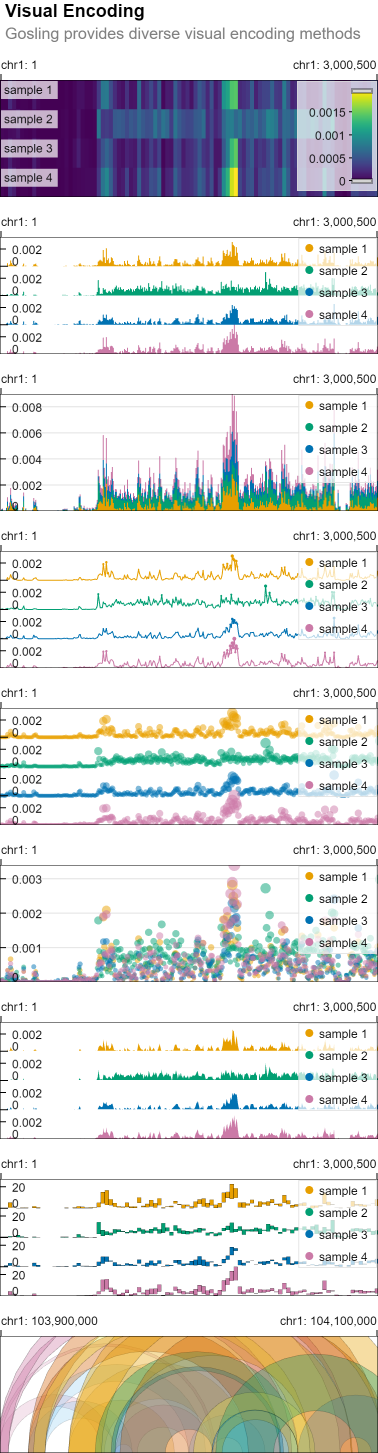 Visual Encoding
Gosling provides diverse visual encoding methods
chr1: 1 chr1: 3,000,500
sample 1
sample 2
sample 3
sample 4
0.0015
0.001
0.0005
0
chr1: 1 chr1: 3,000,500
0.002 sample 1
0
0.002 sample 2
0
0.002 sample 3
0
0.002 sample 4
0
chr1: 1 chr1: 3,000,500
0.008 sample 1
sample 2
0.006
sample 3
0.004 sample 4
0.002
0
chr1: 1 chr1: 3,000,500
0.002 sample 1
0
0.002 sample 2
0
0.002 sample 3
0
0.002 sample 4
0
chr1: 1 chr1: 3,000,500
0.002 sample 1
0
0.002 sample 2
0
0.002 sample 3
0
0.002 sample 4
0
chr1: 1 chr1: 3,000,500
0.003 sample 1
sample 2
0.002 sample 3
sample 4
0.001
0
chr1: 1 chr1: 3,000,500
0.002 sample 1
0
0.002 sample 2
0
0.002 sample 3
0
0.002 sample 4
0
chr1: 1 chr1: 3,000,500
20 sample 1
0
20 sample 2
0
20 sample 3
0
20 sample 4
0
chr1: 103,900,000 chr1: 104,100,000